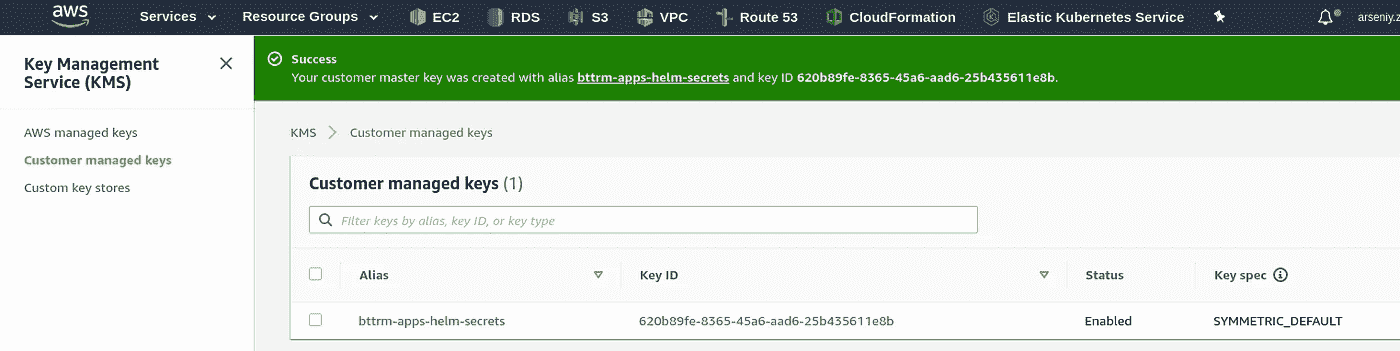 aws
Services Resource Groups EC2 RDS S3 VPC Route 53 CloudFormation Elastic Kubernetes Service
Key Management
Service (KMS)
AWS managed keys
Customer managed keys
Custom key stores
Success
Your customer master key was created with alias bttrm-apps-helm-secrets and key ID 620b89fe-8365-45a6-aad6-25b435611e8b.
KMS Customer managed keys
Customer managed keys (1)
Filter keys by alias, key ID, or key type
Alias Key ID Status Key spec
bttrm-apps-helm-secrets 620b89fe-8365-45a6-aad6-25b435611e8b Enabled SYMMETRIC_DEFAULT